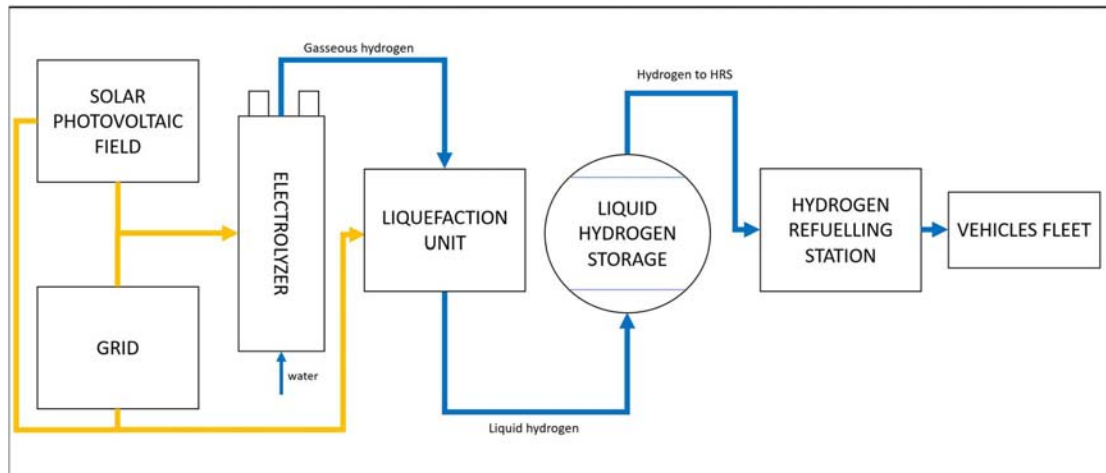 Gasseous hydrogen
Hydrogen to HRS
SOLAR
PHOTOVOLTAIC
FIELD
ELECTROLYZER
LIQUEFACTION
UNIT
LIQUID
HYDROGEN
STORAGE
HYDROGEN
REFUELLING
STATION
VEHICLES FLEET
GRID
water
Liquid hydrogen